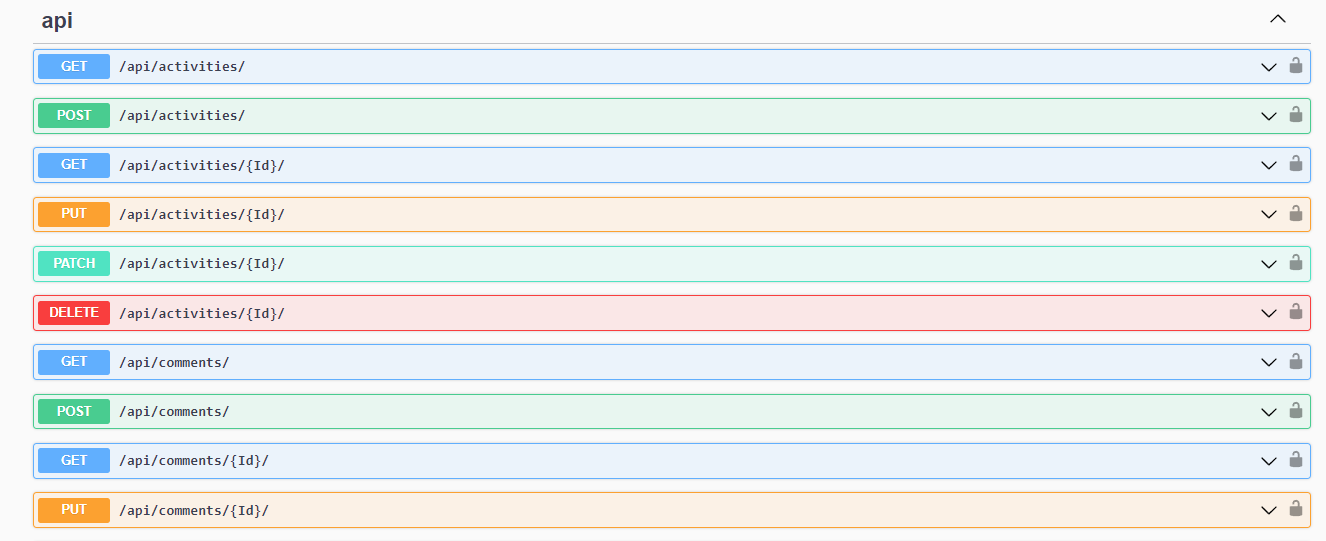 api
GET /api/activities/
POST /api/activities/
GET /api/activities/{Id}/
PUT /api/activities/{Id}/
PATCH /api/activities/{Id}/
DELETE /api/activities/{Id}/
GET /api/comments/
POST /api/comments/
GET /api/comments/{Id}/
PUT /api/comments/{Id}/